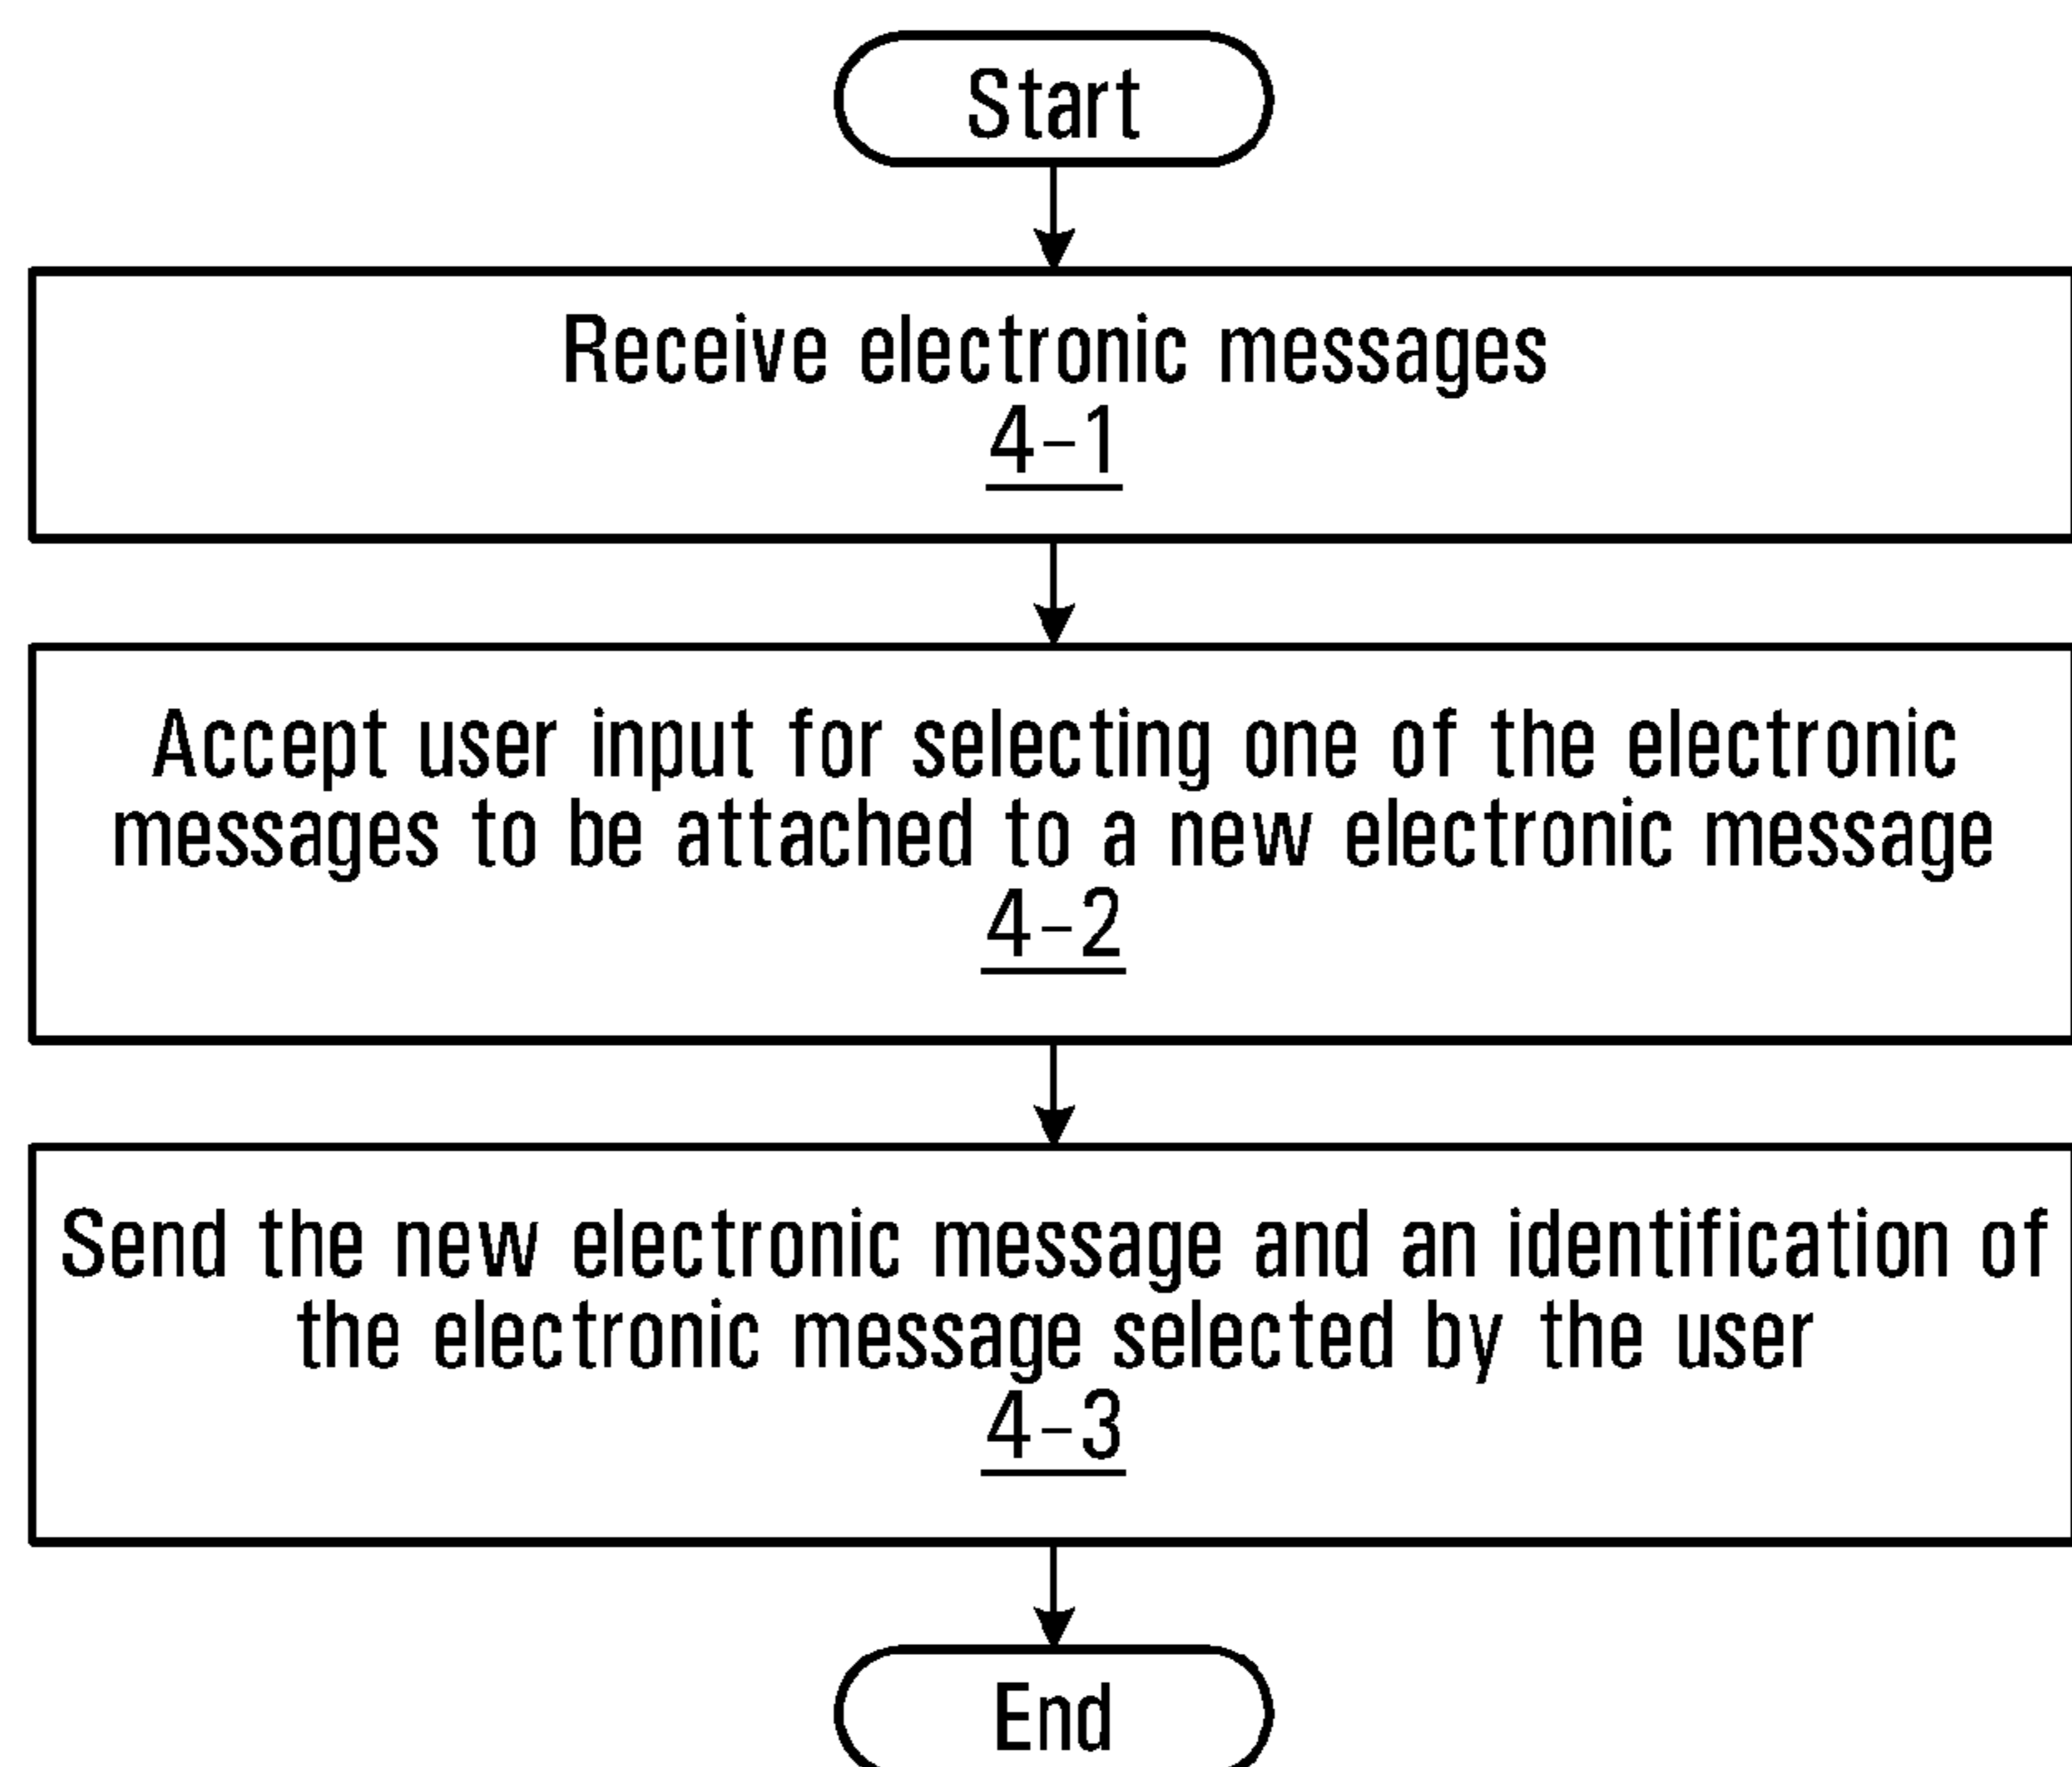 Start
Receive electronic messages
4-1
Accept user input for selecting one of the electronic
messages to be attached to a new electronic message
4-2
Send the new electronic message and an identification of
the electronic message selected by the user
4-3
End